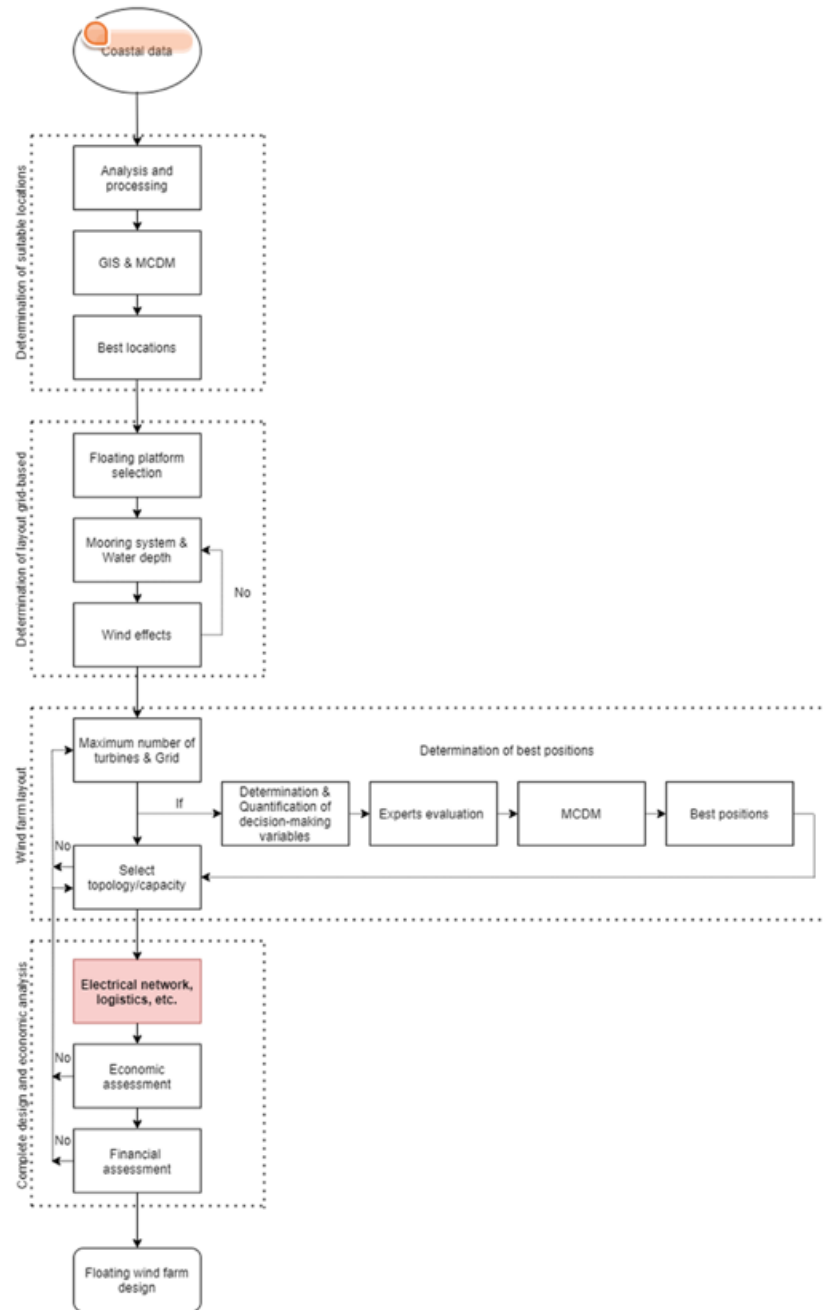 Coastal data
Determination of suitable locations
Analysis and
processing
GIS & MCDM
Best locations
Determination of layout grid-based
Floating platform
selection
Mooring system &
Water depth
No
Wind effects
Wind farm layout
Maximum number of
turbines & Grid
Determination of best positions
If
Determination &
Quantification of
decision-making
variables
Experts evaluation
MCDM
Best positions
No
Select
topology/capacity
Complete design and economic analysis
Electrical network,
logistics, etc.
No
Economic
assessment
No
Financial
assessment
Floating wind farm
design